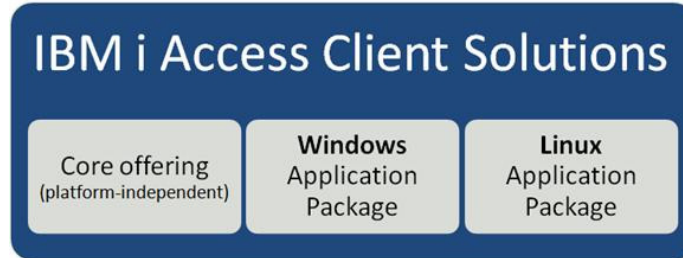 IBM i Access Client Solutions
Core offering
(platform-independent)
Windows
Application
Package
Linux
Application
Package